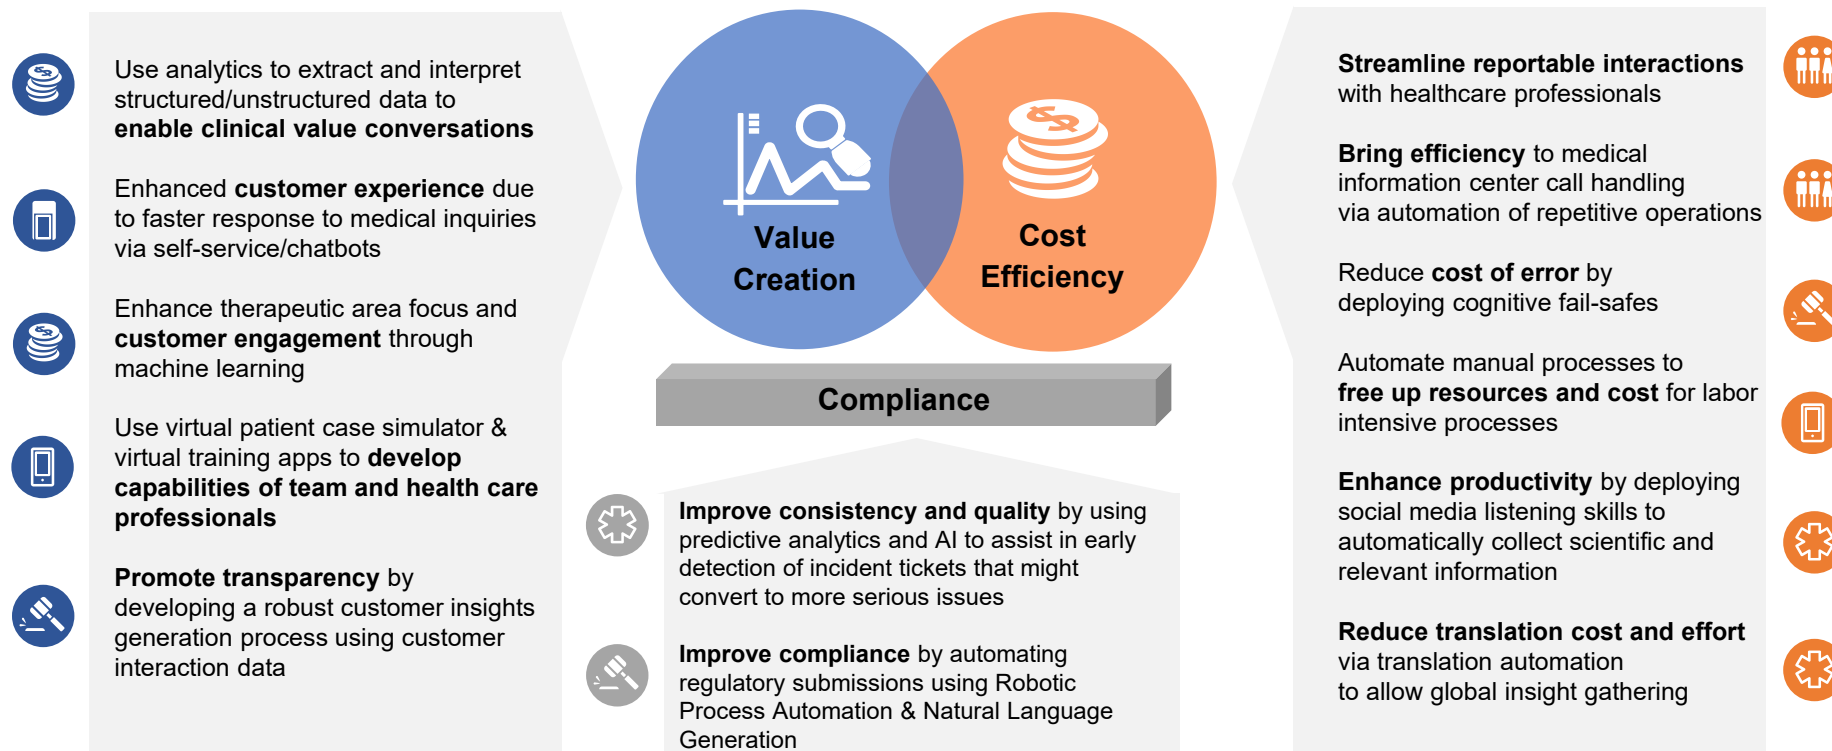 Use analytics to extract and interpret
structured/unstructured data to
enable clinical value conversations
Enhanced customer experience due
to faster response to medical inquiries
via self-service/chatbots
Enhance therapeutic area focus and
customer engagement through
machine learning
Use virtual patient case simulator &
virtual training apps to develop
capabilities of team and health care
professionals
Promote transparency by
developing a robust customer insights
generation process using customer
interaction data
Value
Creation
Cost
Efficiency
Compliance
Improve consistency and quality by using
predictive analytics and AI to assist in early
detection of incident tickets that might
convert to more serious issues
Improve compliance by automating
regulatory submissions using Robotic
Process Automation & Natural Language
Generation
Streamline reportable interactions
with healthcare professionals
Bring efficiency to medical
information center call handling
via automation of repetitive operations
Reduce cost of error by
deploying cognitive fail-safes
Automate manual processes to
free up resources and cost for labor
intensive processes
Enhance productivity by deploying
social media listening skills to
automatically collect scientific and
relevant information
Reduce translation cost and effort
via translation automation
to allow global insight gathering